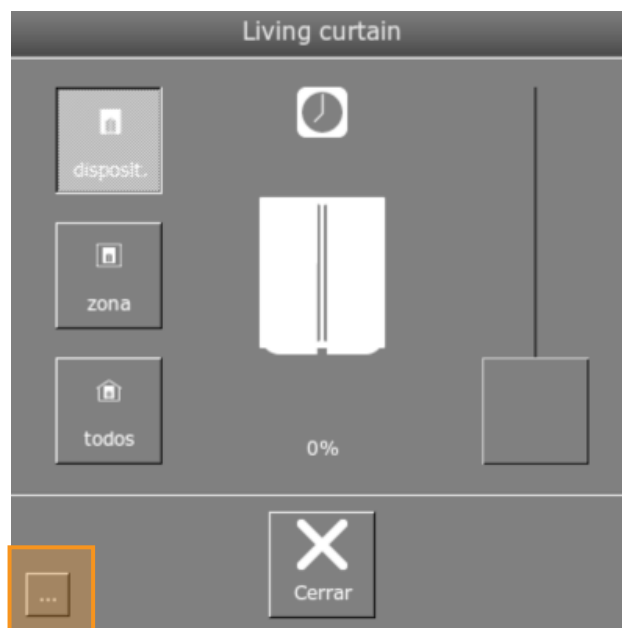 Living curtain
disposit.
zona
todos
0%
Cerrar
...